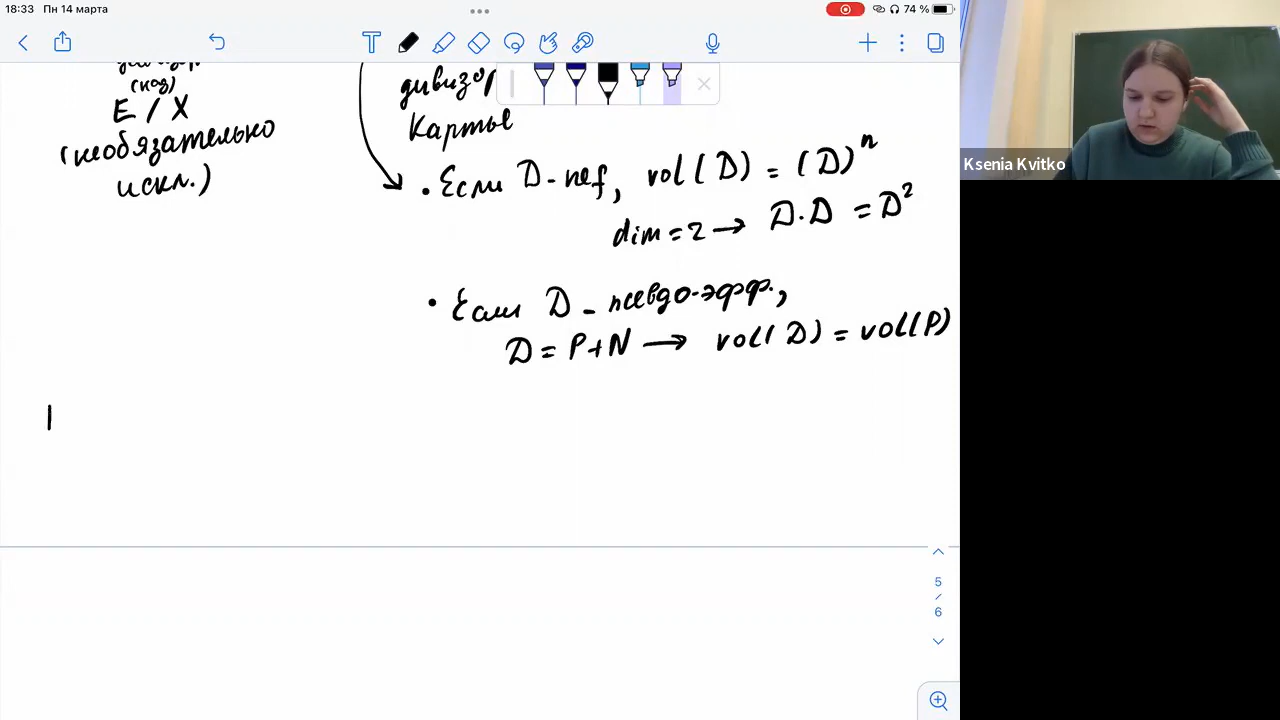 18:33 Пн 14 марта
74 %
(код)
E / X
(необязательно
искл.)
дивизор
Картье
• Если D - nef, vol(D) = (D)ⁿ
dim = 2 → D·D = D²
• Если D - псевдо-эфф.,
D = P + N → vol(D) = vol(P)
5
/
6
Ksenia Kvitko